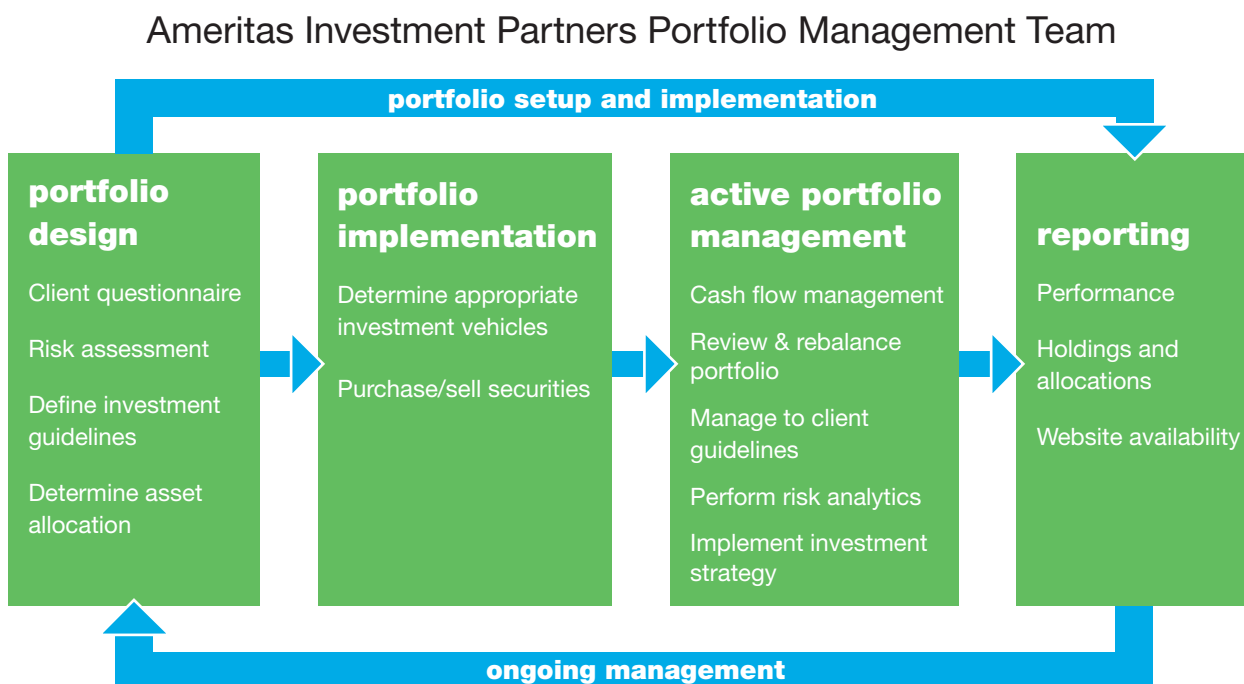 Ameritas Investment Partners Portfolio Management Team
portfolio setup and implementation
portfolio
design
Client questionnaire
Risk assessment
Define investment
guidelines
Determine asset
allocation
portfolio
implementation
Determine appropriate
investment vehicles
Purchase/sell securities
active portfolio
management
Cash flow management
Review & rebalance
portfolio
Manage to client
guidelines
Perform risk analytics
Implement investment
strategy
reporting
Performance
Holdings and
allocations
Website availability
ongoing management